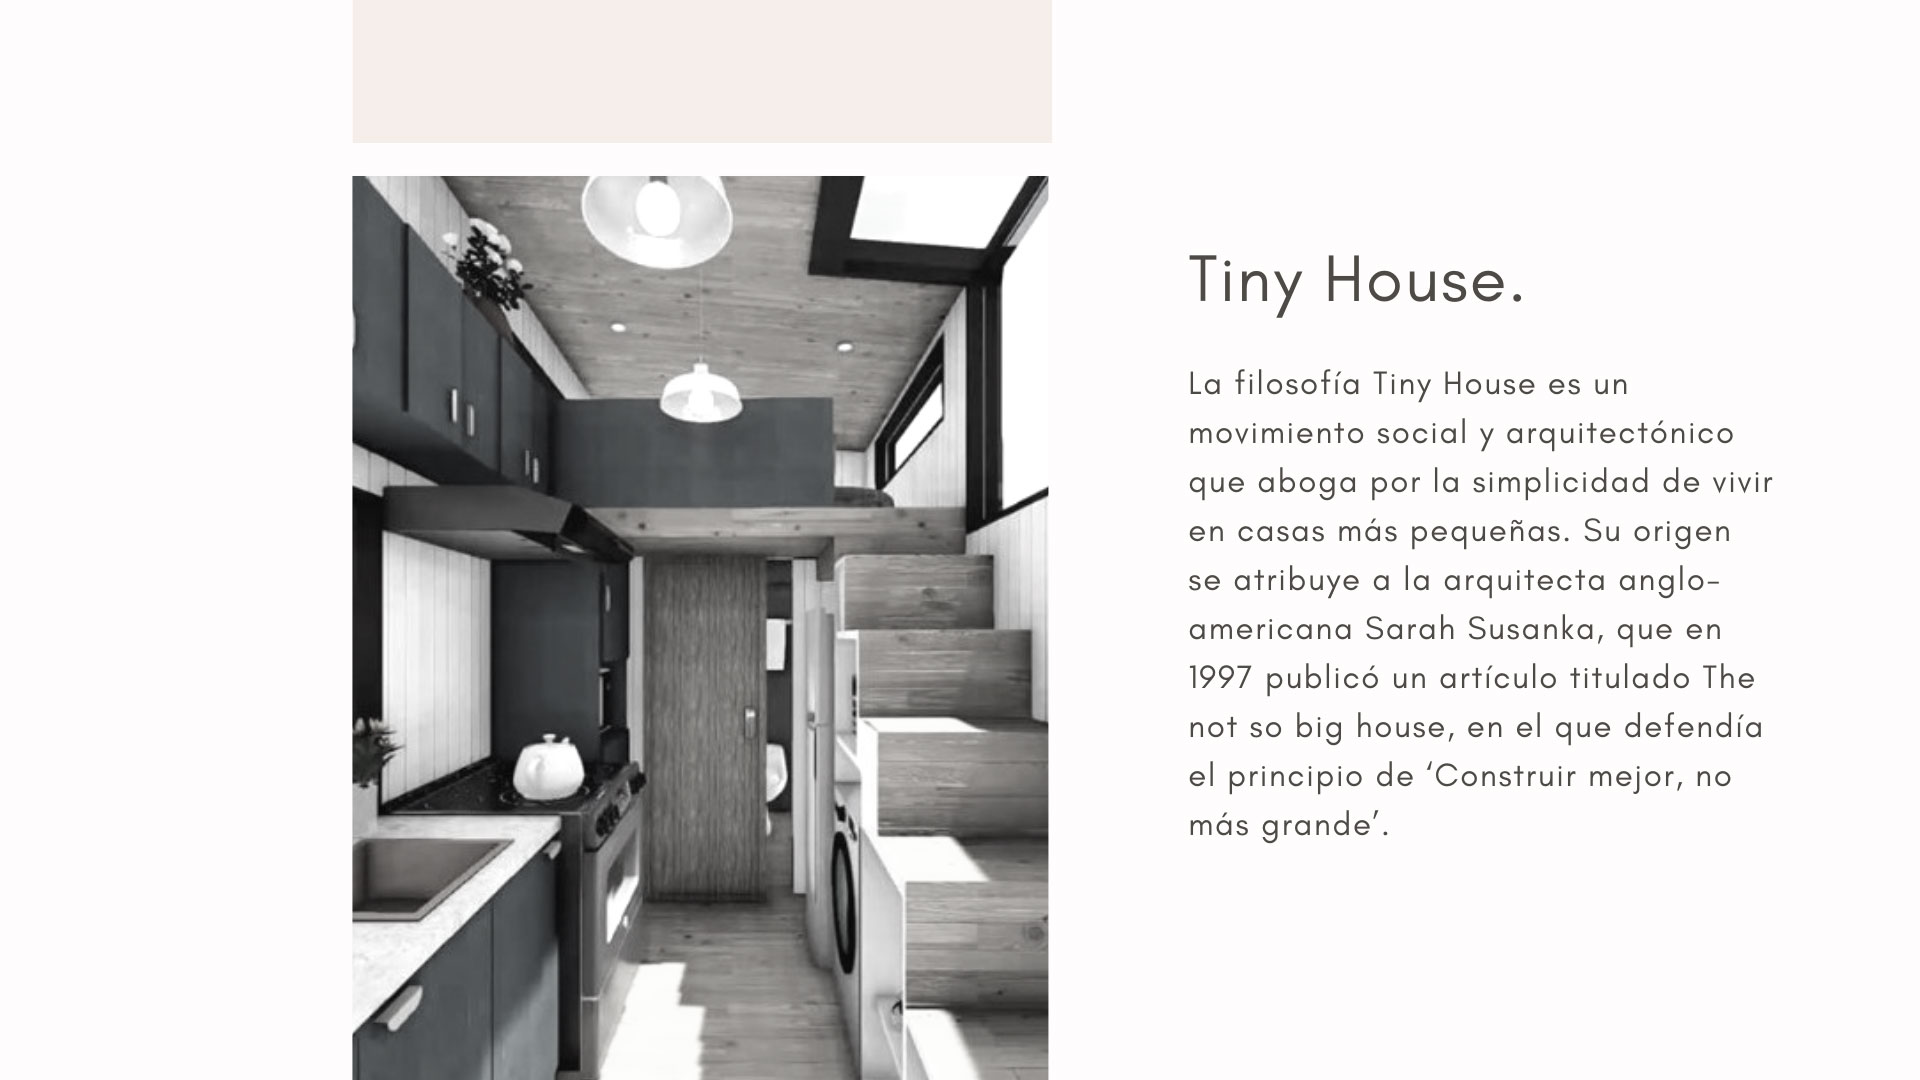 Tiny House.
La filosofía Tiny House es un
movimiento social y arquitectónico
que aboga por la simplicidad de vivir
en casas más pequeñas. Su origen
se atribuye a la arquitecta anglo-
americana Sarah Susanka, que en
1997 publicó un artículo titulado The
not so big house, en el que defendía
el principio de ‘Construir mejor, no
más grande’.